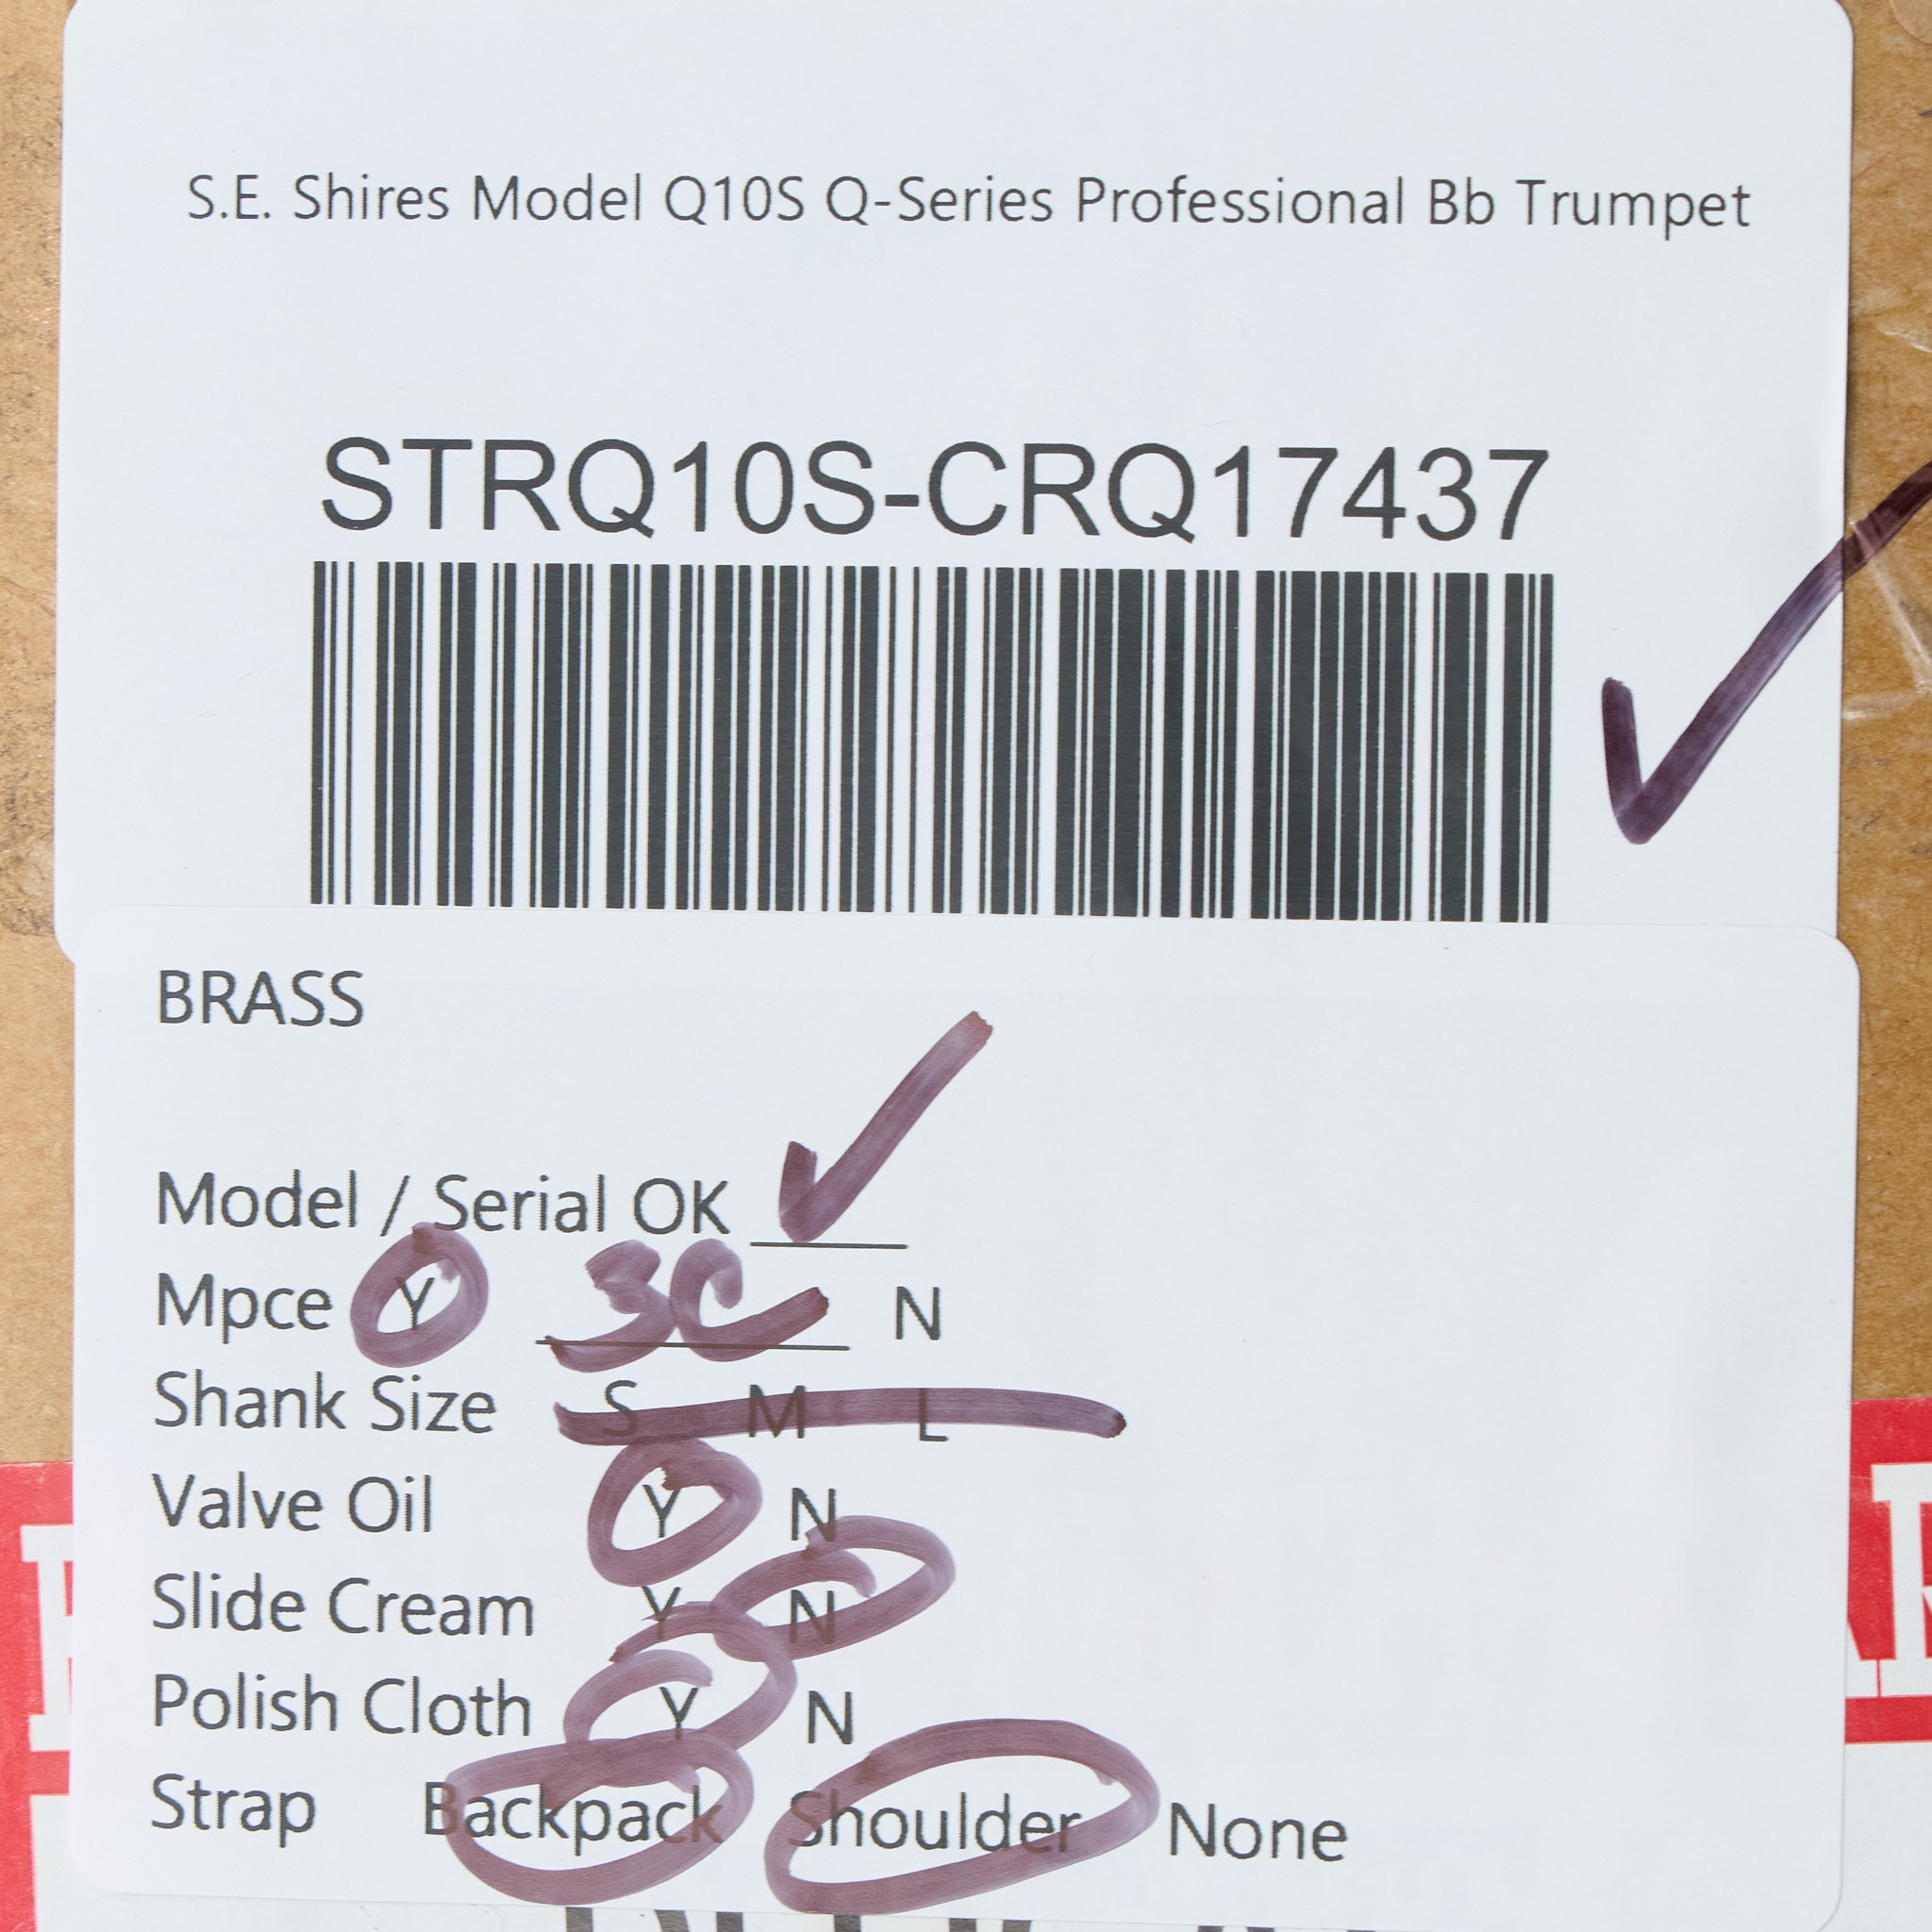 S.E. Shires Model Q10S Q-Series Professional Bb Trumpet
STRQ10S-CRQ17437
BRASS
Model / Serial OK ✓
Mpce Y 3C N
Shank Size S M L
Valve Oil Y N
Slide Cream Y N
Polish Cloth Y N
Strap Backpack Shoulder None